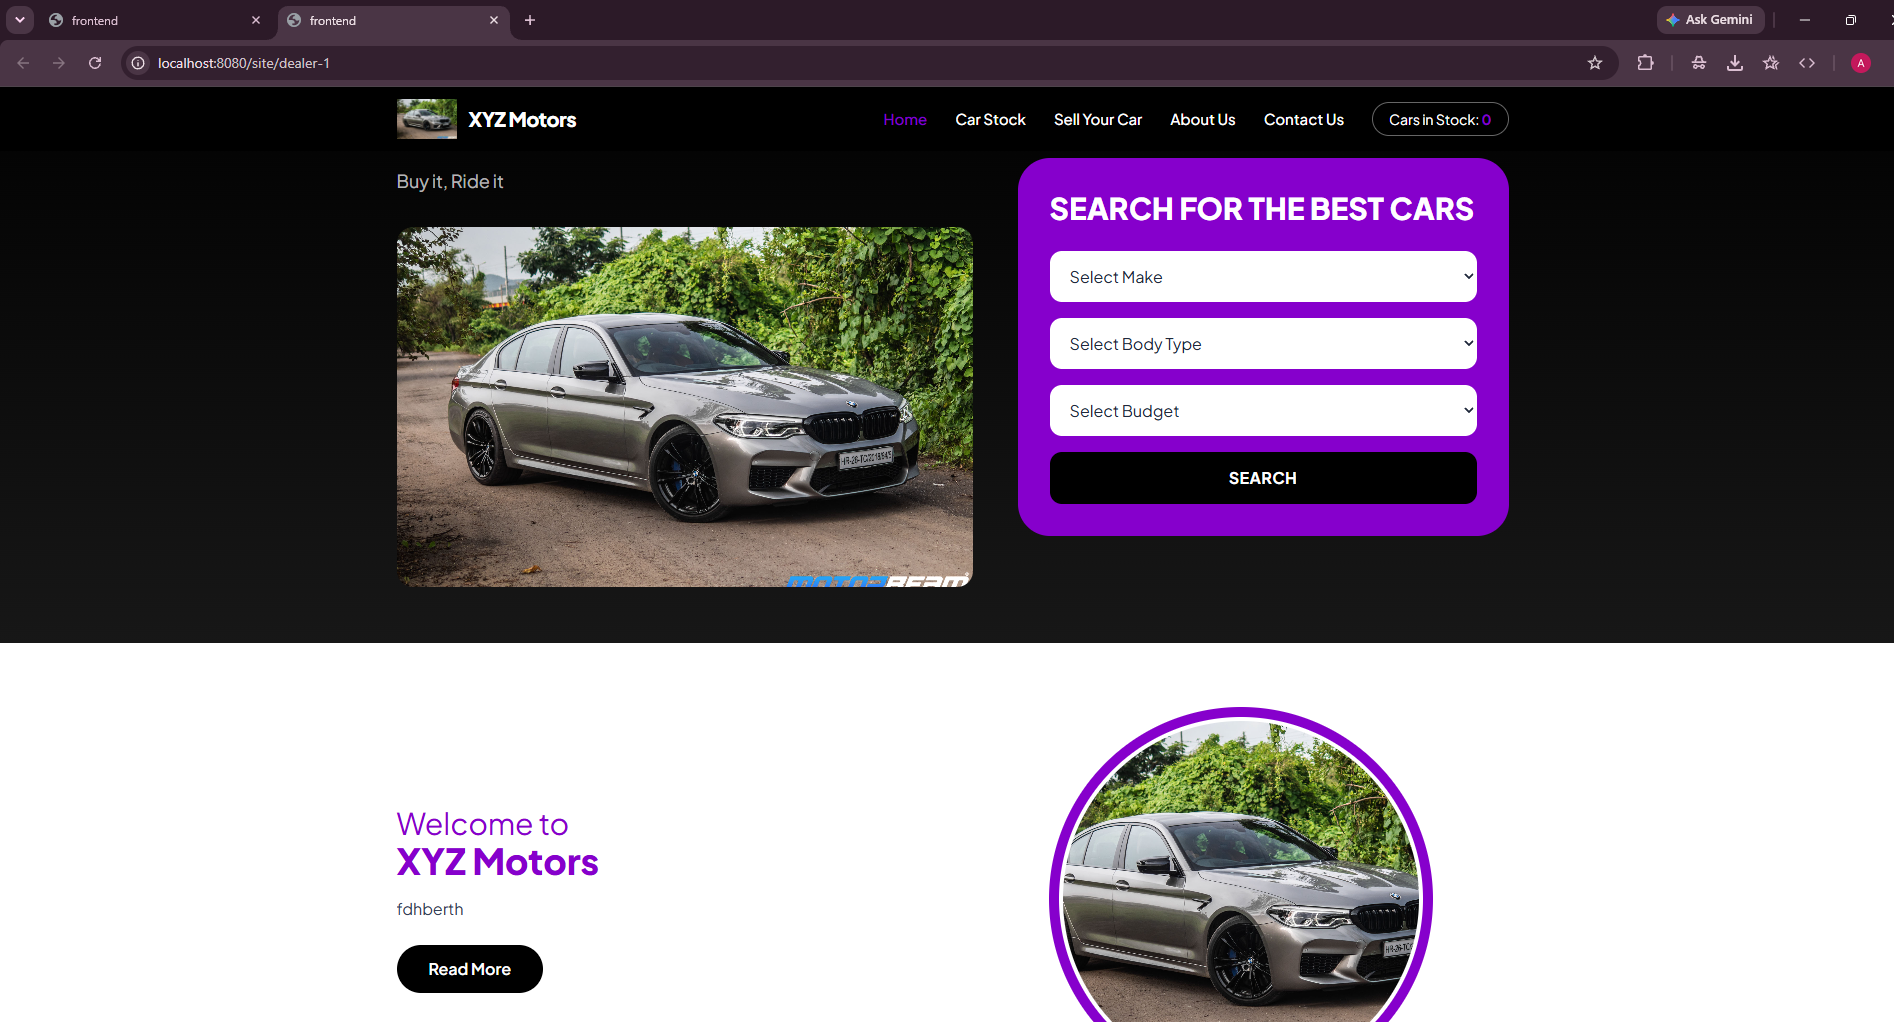 frontend
frontend
Ask Gemini
localhost:8080/site/dealer-1
A
XYZ Motors
Home
Car Stock
Sell Your Car
About Us
Contact Us
Cars in Stock: 0
Buy it, Ride it
SEARCH FOR THE BEST CARS
Select Make
Select Body Type
Select Budget
SEARCH
MOTORBEAM
Welcome to
XYZ Motors
fdhberth
Read More